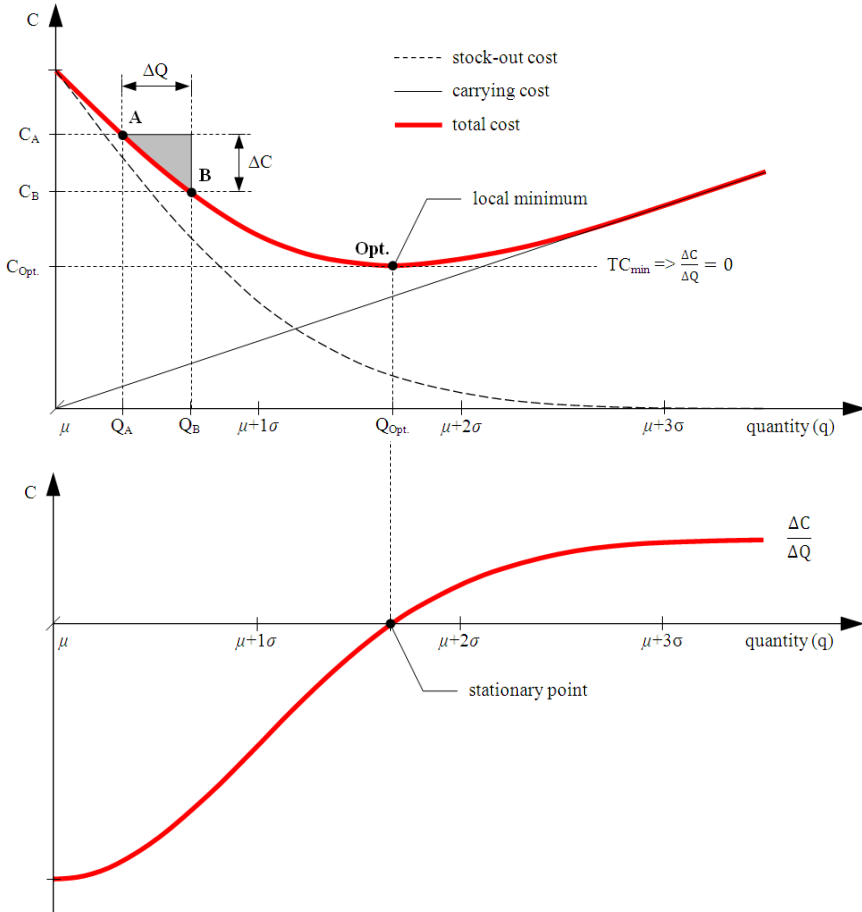 C
ΔQ
stock-out cost
carrying cost
total cost
A
C_A
ΔC
B
C_B
local minimum
Opt.
C_Opt.
TC_min => ΔC/ΔQ = 0
μ Q_A Q_B μ+1σ Q_Opt. μ+2σ μ+3σ quantity (q)
C
ΔC/ΔQ
μ μ+1σ μ+2σ μ+3σ quantity (q)
stationary point